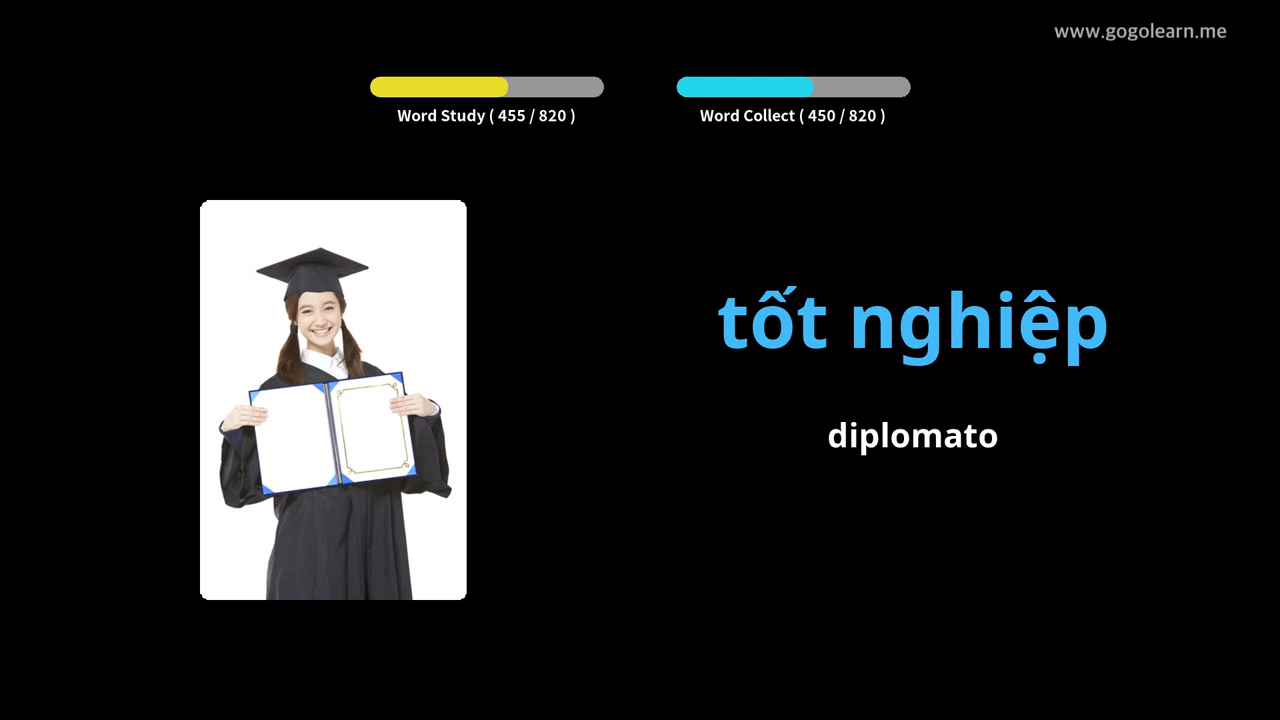 www.gogolearn.me
Word Study ( 455 / 820 )
Word Collect ( 450 / 820 )
tốt nghiệp
diplomato